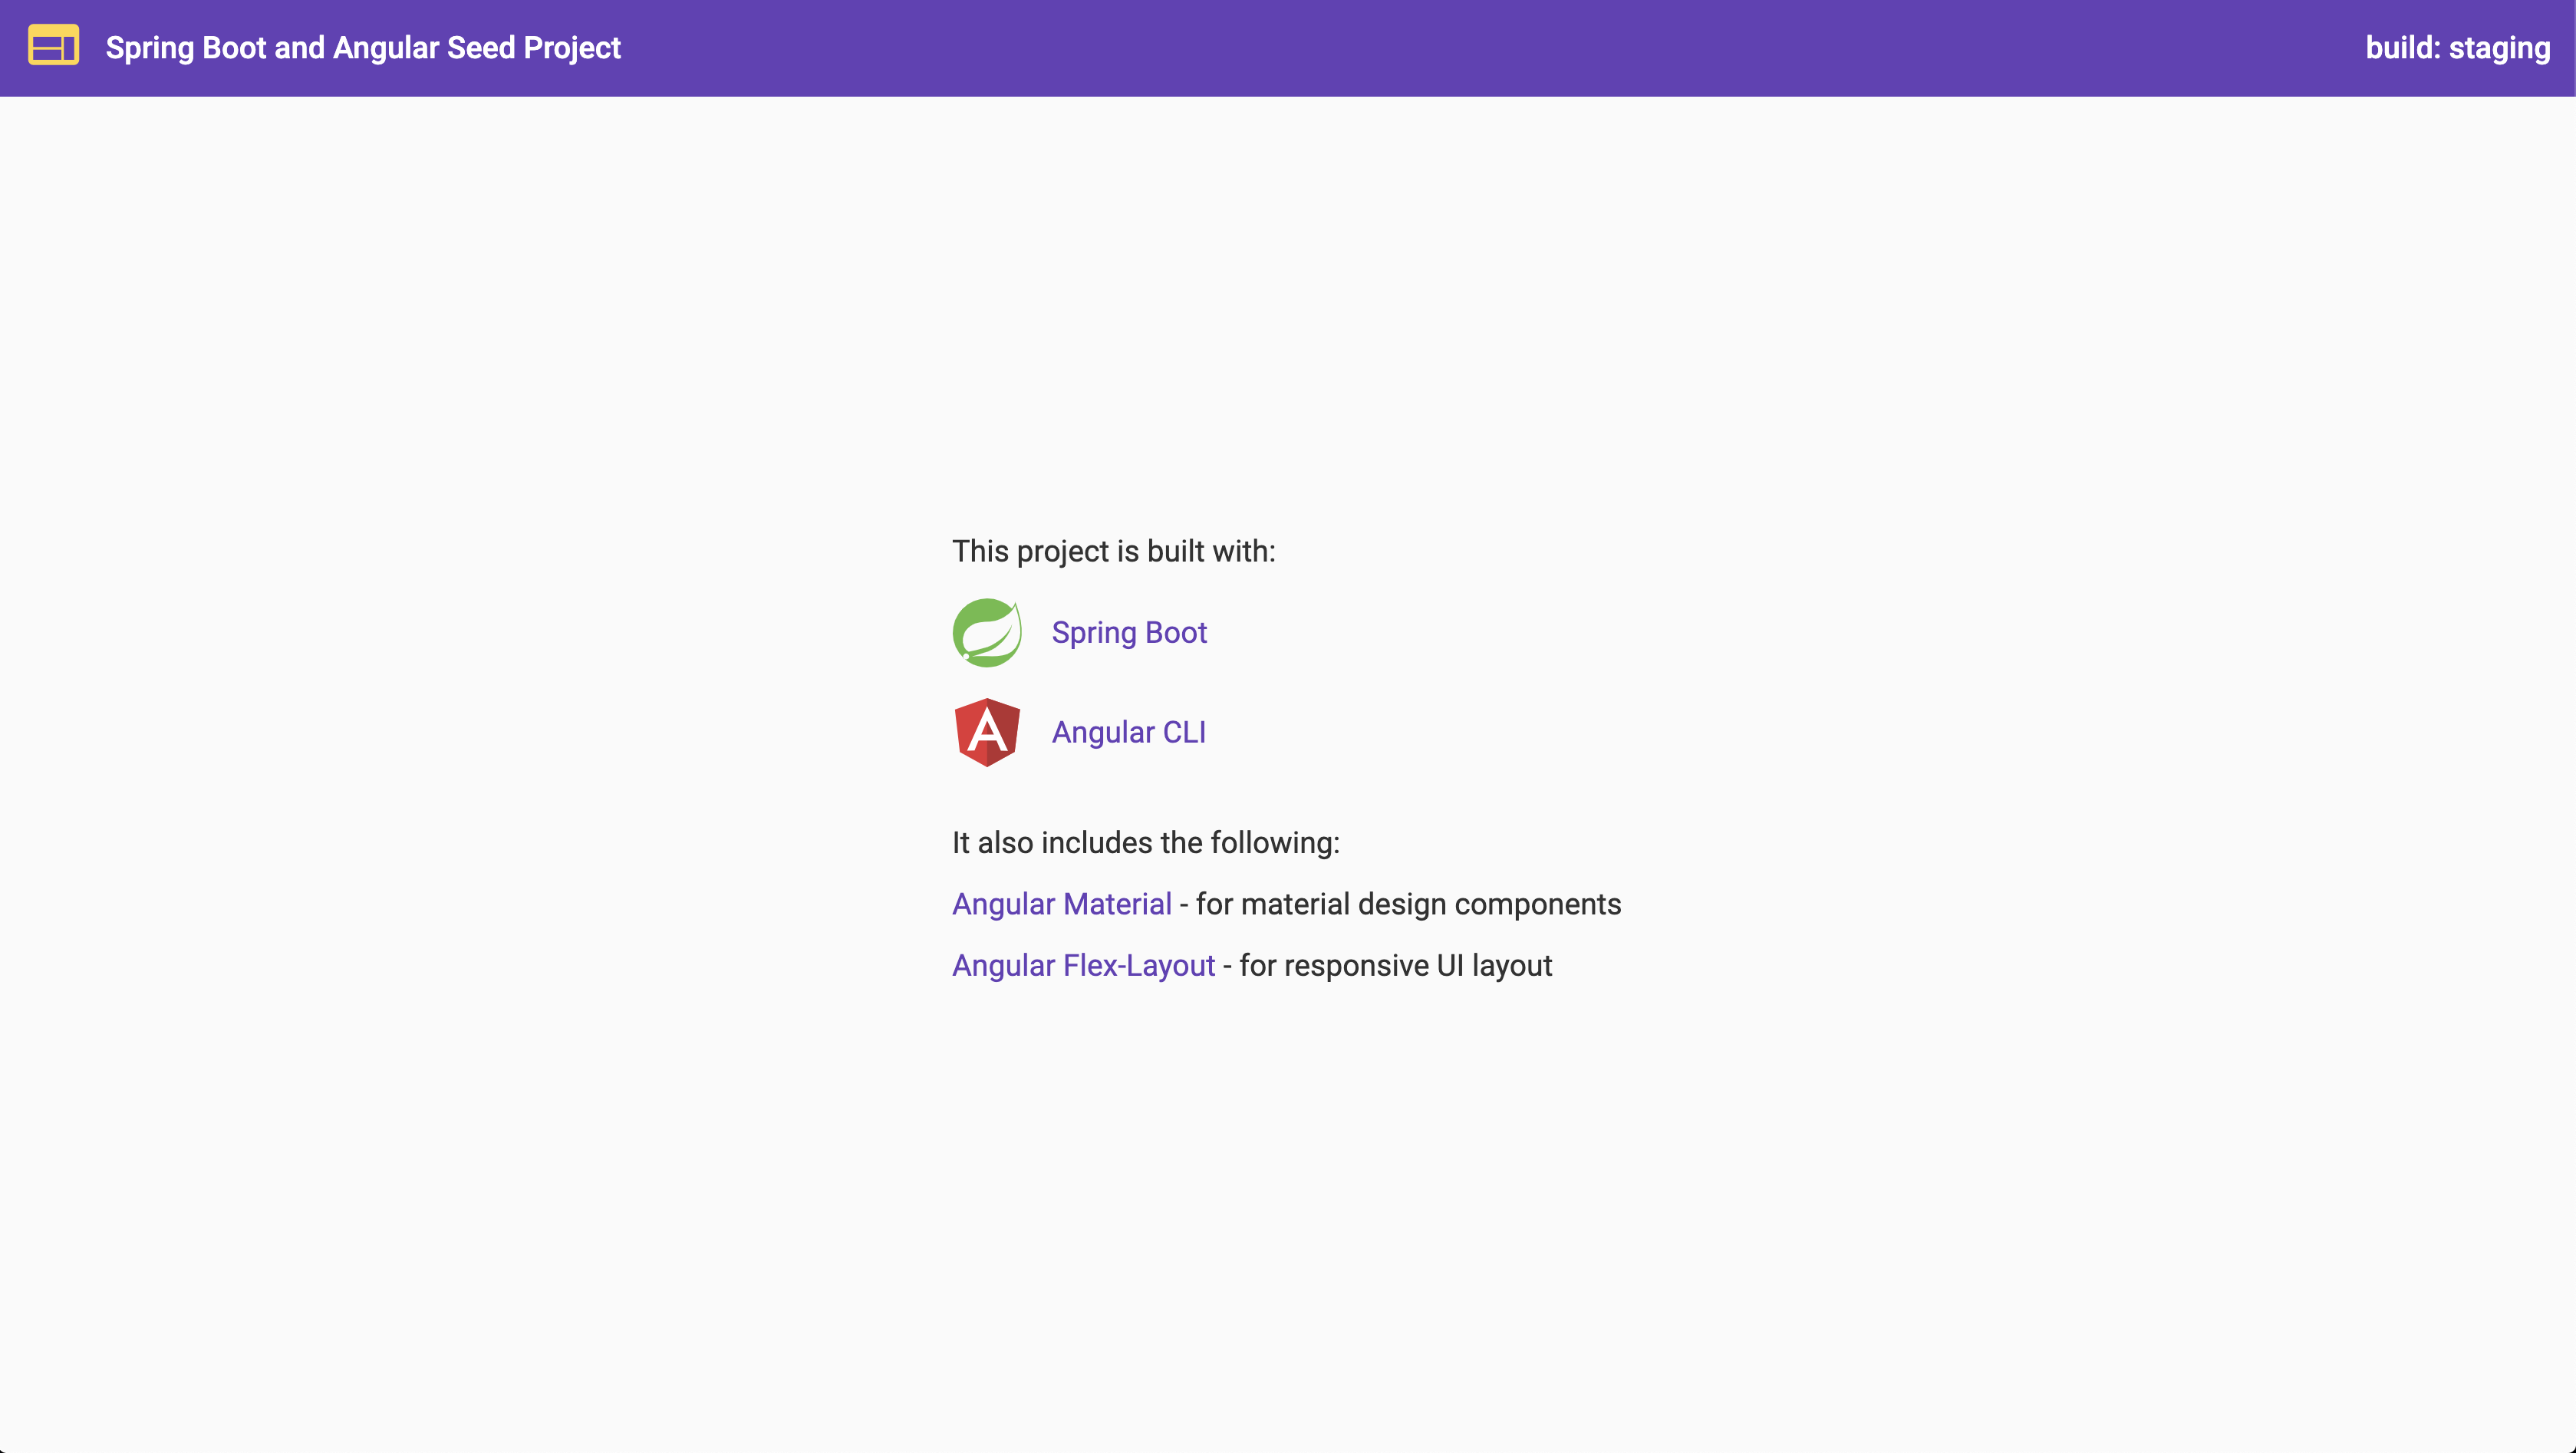 Spring Boot and Angular Seed Project
build: staging
This project is built with:
Spring Boot
A
Angular CLI
It also includes the following:
Angular Material - for material design components
Angular Flex-Layout - for responsive UI layout